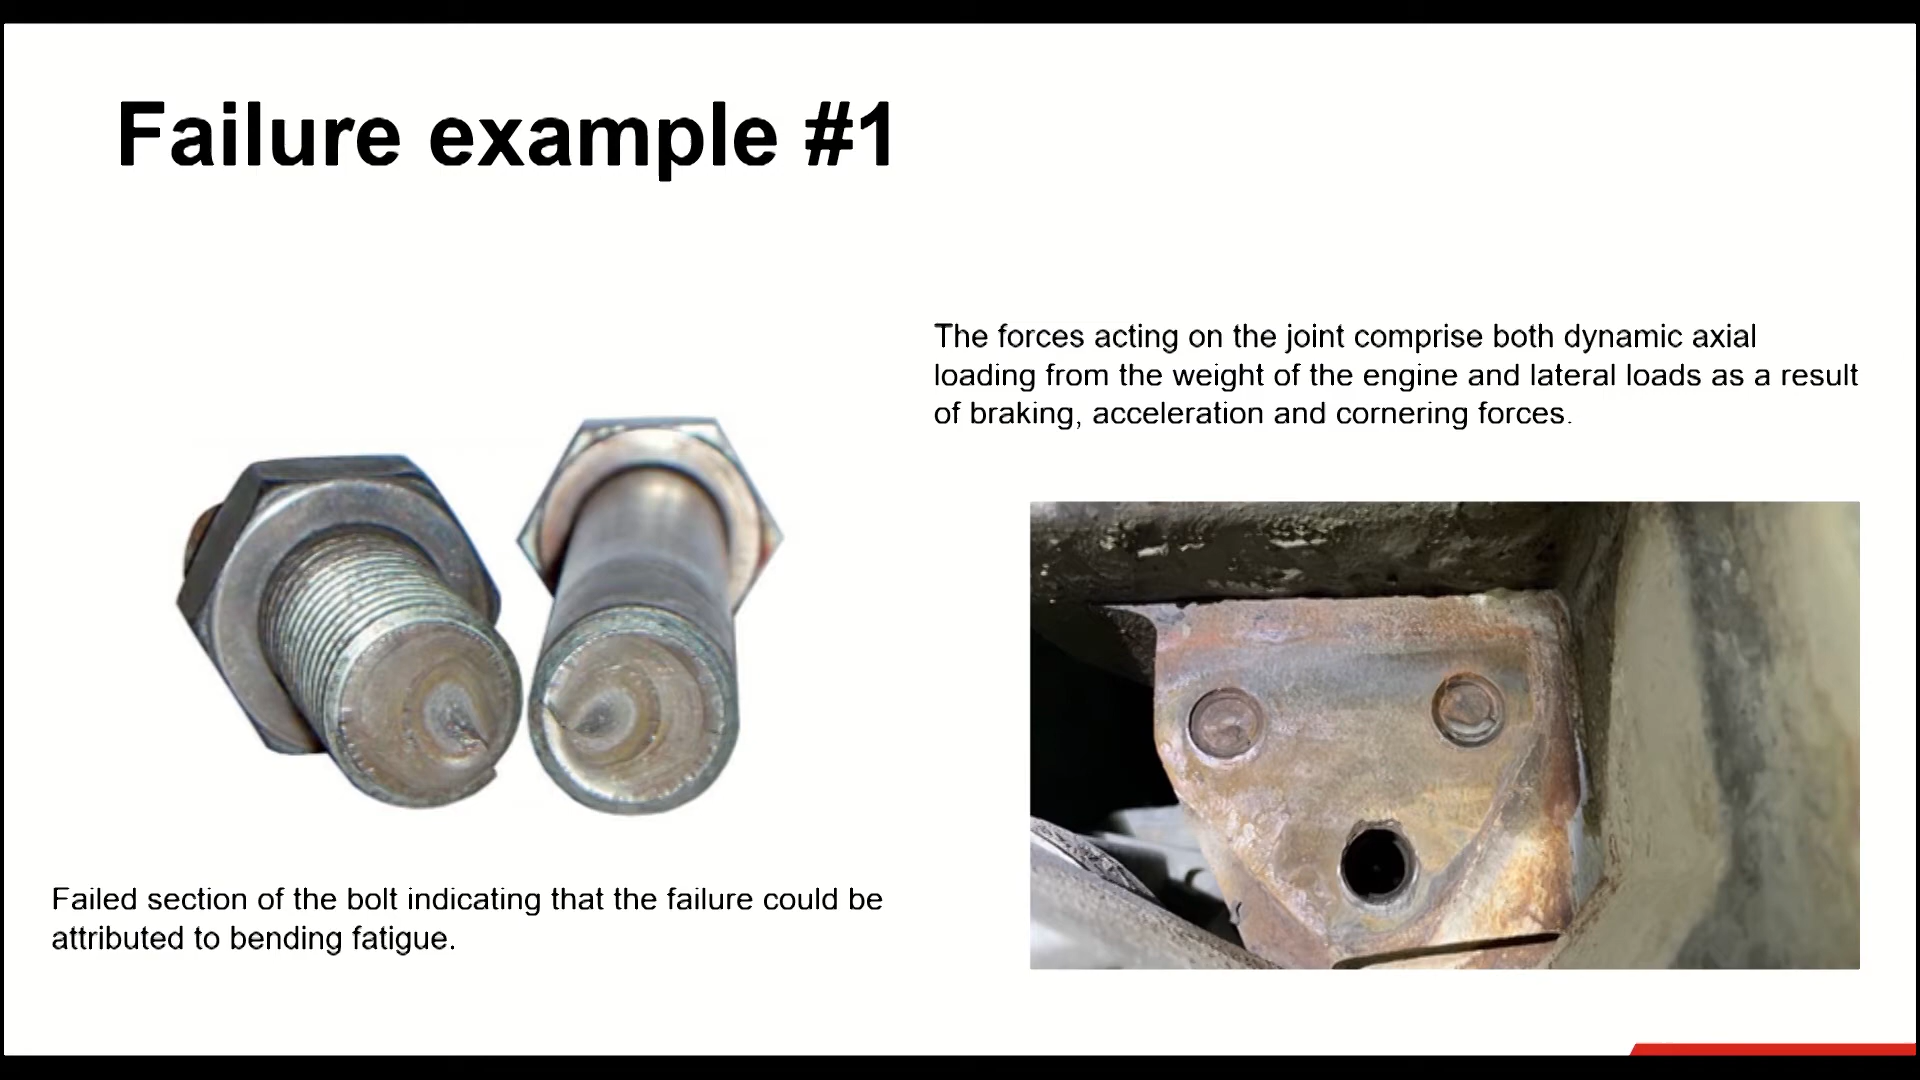 Failure example #1
The forces acting on the joint comprise both dynamic axial
loading from the weight of the engine and lateral loads as a result
of braking, acceleration and cornering forces.
Failed section of the bolt indicating that the failure could be
attributed to bending fatigue.